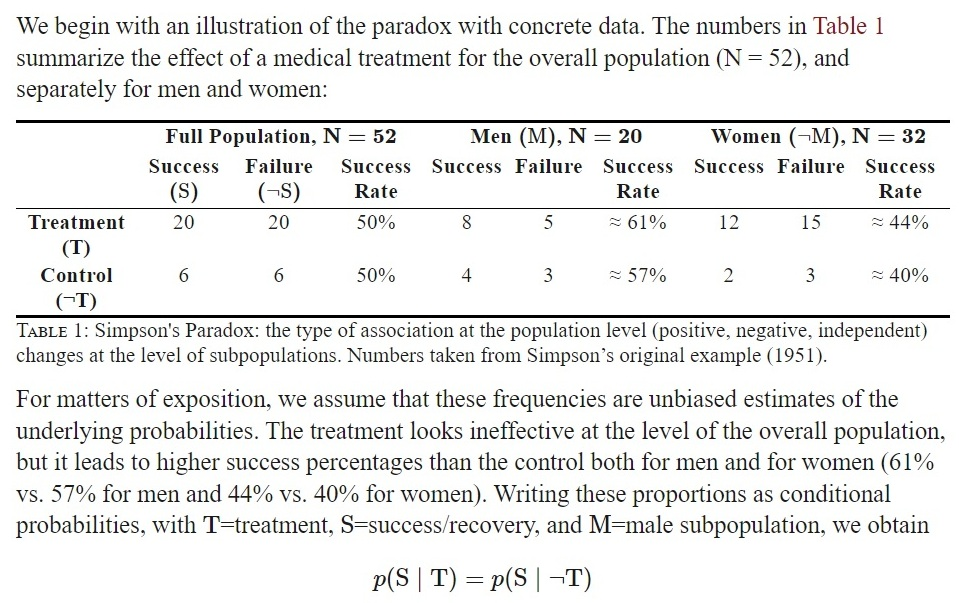 We begin with an illustration of the paradox with concrete data. The numbers in Table 1
summarize the effect of a medical treatment for the overall population (N = 52), and
separately for men and women:
Full Population, N = 52 Men (M), N = 20 Women (¬M), N = 32
Success Failure Success Success Failure Success Success Failure Success
(S) (¬S) Rate Rate Rate
Treatment 20 20 50% 8 5 ≈ 61% 12 15 ≈ 44%
(T)
Control 6 6 50% 4 3 ≈ 57% 2 3 ≈ 40%
(¬T)
TABLE 1: Simpson's Paradox: the type of association at the population level (positive, negative, independent)
changes at the level of subpopulations. Numbers taken from Simpson’s original example (1951).
For matters of exposition, we assume that these frequencies are unbiased estimates of the
underlying probabilities. The treatment looks ineffective at the level of the overall population,
but it leads to higher success percentages than the control both for men and for women (61%
vs. 57% for men and 44% vs. 40% for women). Writing these proportions as conditional
probabilities, with T=treatment, S=success/recovery, and M=male subpopulation, we obtain
p(S | T) = p(S | ¬T)